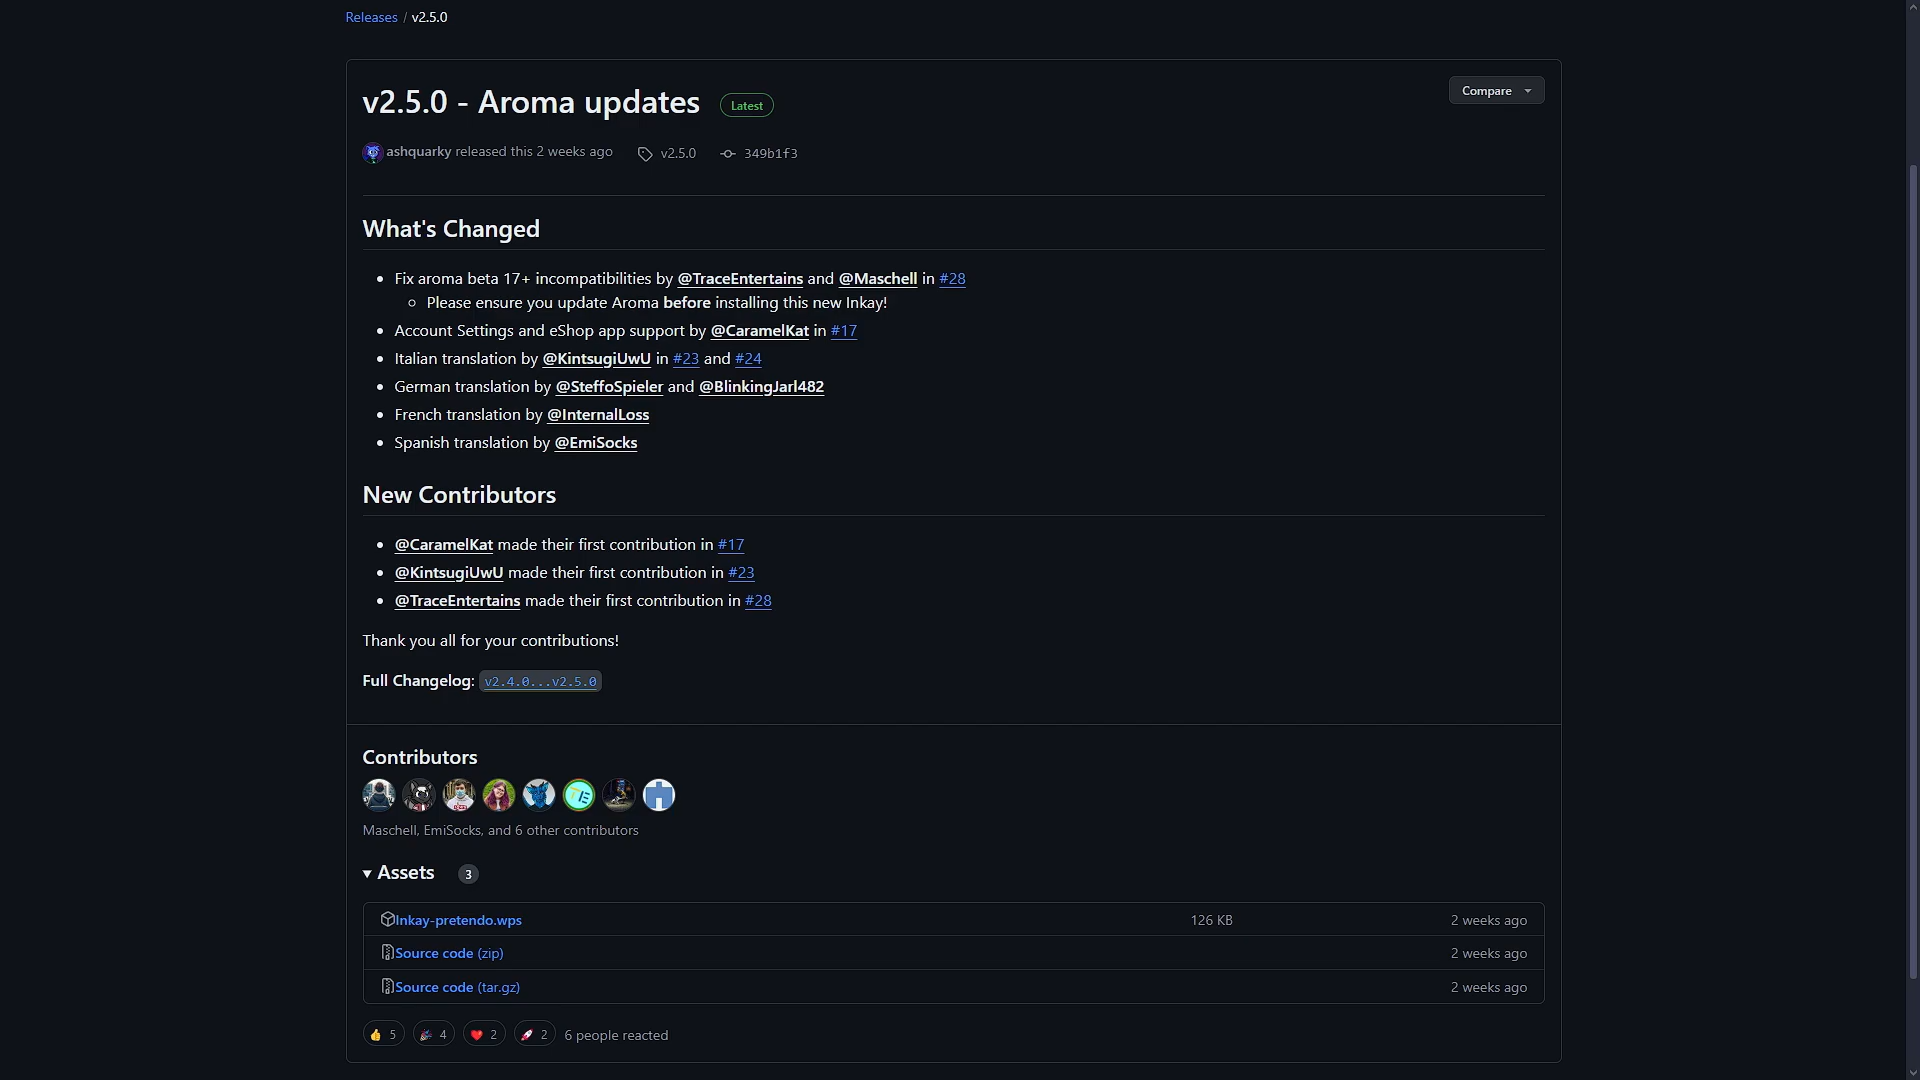 Releases / v2.5.0
v2.5.0 - Aroma updates Latest
Compare
ashquarky released this 2 weeks ago v2.5.0 349b1f3
What's Changed
Fix aroma beta 17+ incompatibilities by @TraceEntertains and @Maschell in #28
Please ensure you update Aroma before installing this new Inkay!
Account Settings and eShop app support by @CaramelKat in #17
Italian translation by @KintsugiUwU in #23 and #24
German translation by @SteffoSpieler and @BlinkingJarl482
French translation by @InternalLoss
Spanish translation by @EmiSocks
New Contributors
@CaramelKat made their first contribution in #17
@KintsugiUwU made their first contribution in #23
@TraceEntertains made their first contribution in #28
Thank you all for your contributions!
Full Changelog: v2.4.0...v2.5.0
Contributors
Maschell, EmiSocks, and 6 other contributors
Assets 3
Inkay-pretendo.wps 126 KB 2 weeks ago
Source code (zip) 2 weeks ago
Source code (tar.gz) 2 weeks ago
5 4 2 2 6 people reacted